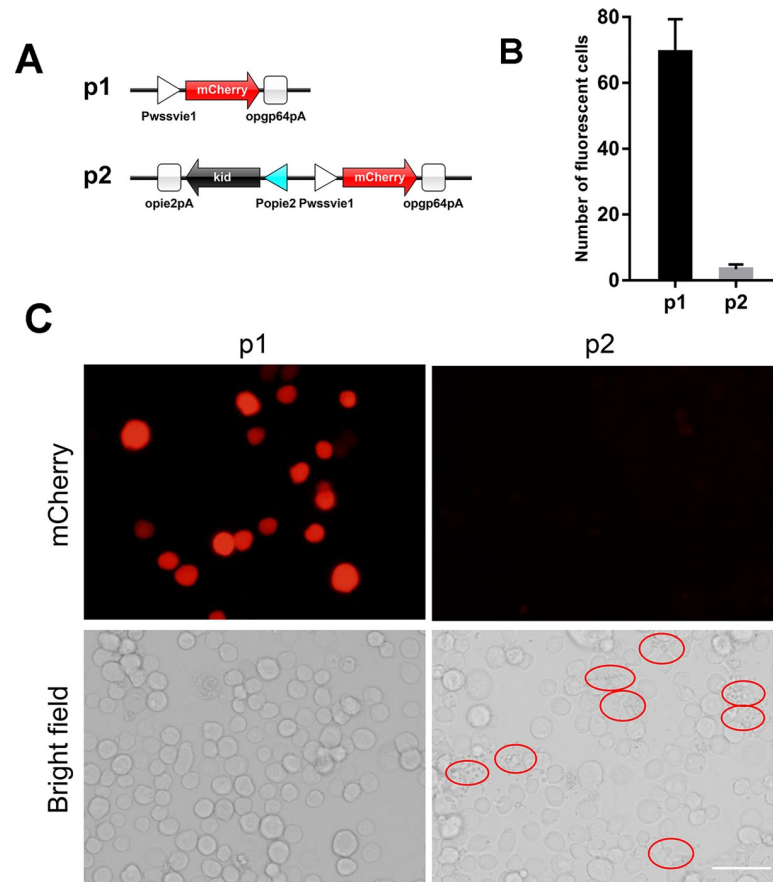 A
p1
mCherry
Pwssvie1
opgp64pA
p2
kid
mCherry
opie2pA
Popie2
Pwssvie1
opgp64pA
B
Number of fluorescent cells
80
60
40
20
0
p1
p2
C
p1
p2
mCherry
Bright field